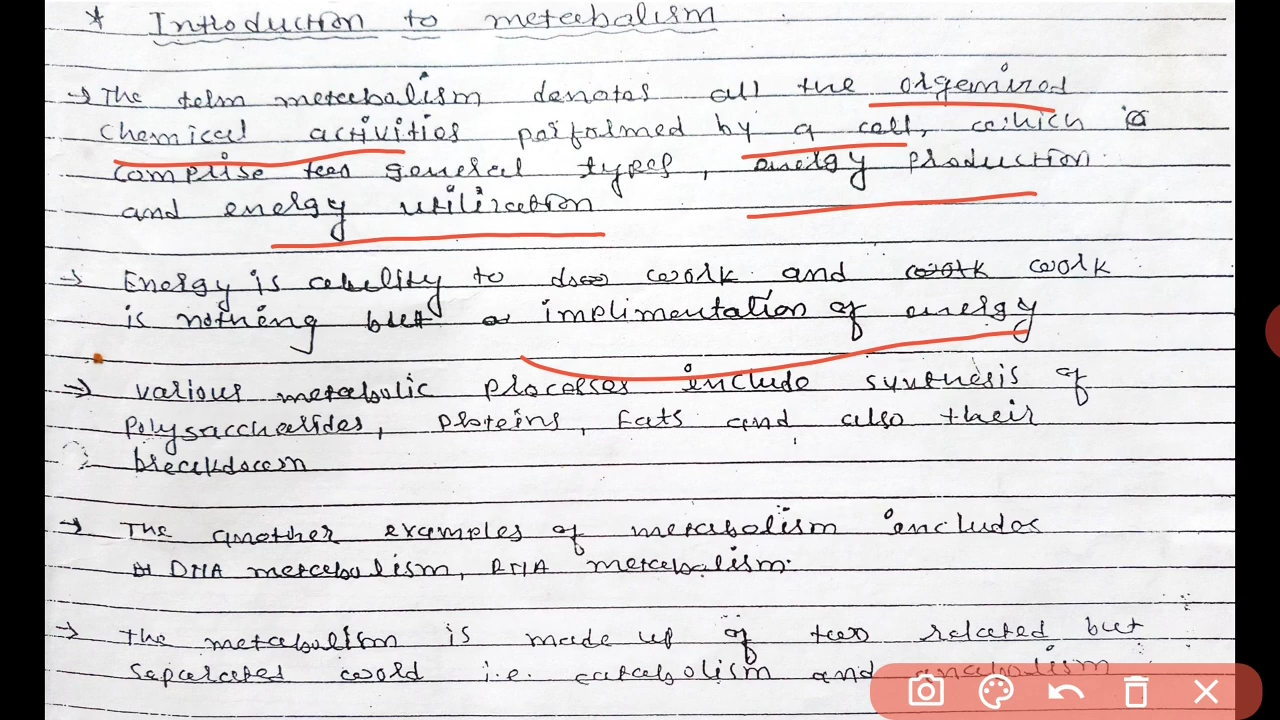 * Introduction to metabolism
→ The term metabolism denotes all the organized
chemical activities performed by a cell, which is
comprise two general types, energy production
and energy utilization
→ Energy is ability to do work and work work
is nothing but a implimentation of energy
→ various metabolic processes include synthesis of
polysaccharides, proteins, Fats and also their
breakdown
→ The another examples of metabolism includes
DNA metabolism, RNA metabolism.
→ The metabolism is made up of two related but
separated world i.e. catabolism and anabolism